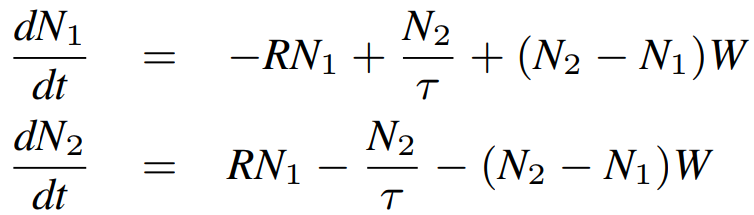 dN₁/dt = −RN₁ + N₂/τ + (N₂ − N₁)W
dN₂/dt = RN₁ − N₂/τ − (N₂ − N₁)W